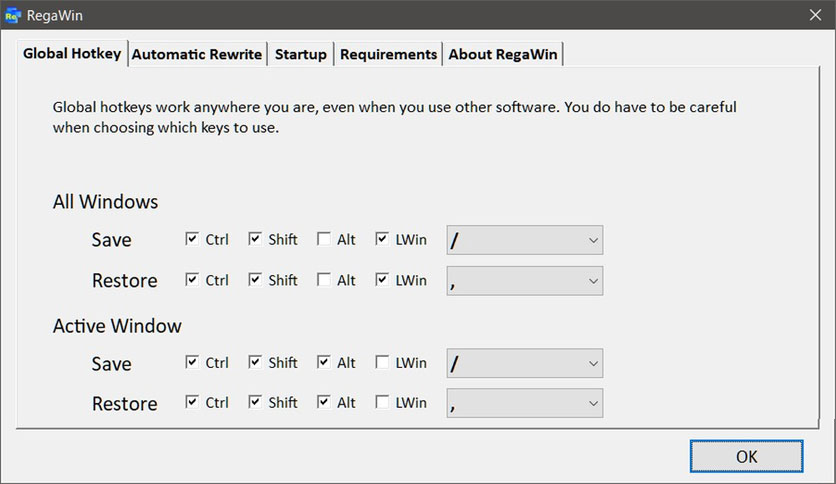 RegaWin
Global Hotkey Automatic Rewrite Startup Requirements About RegaWin
Global hotkeys work anywhere you are, even when you use other software. You do have to be careful
when choosing which keys to use.
All Windows
Save Ctrl Shift Alt LWin /
Restore Ctrl Shift Alt LWin ,
Active Window
Save Ctrl Shift Alt LWin /
Restore Ctrl Shift Alt LWin ,
OK